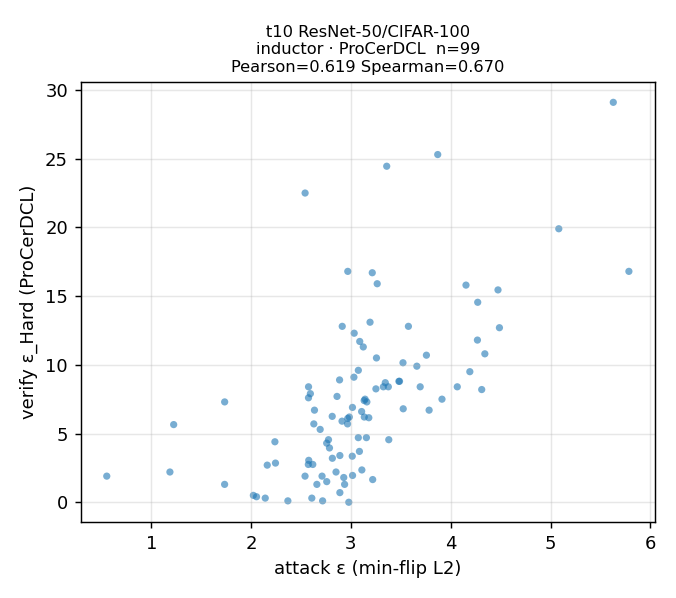 t10 ResNet-50/CIFAR-100
inductor · ProCerDCL n=99
Pearson=0.619 Spearman=0.670
30
25
20
15
10
5
0
verify ε_Hard (ProCerDCL)
1 2 3 4 5 6
attack ε (min-flip L2)